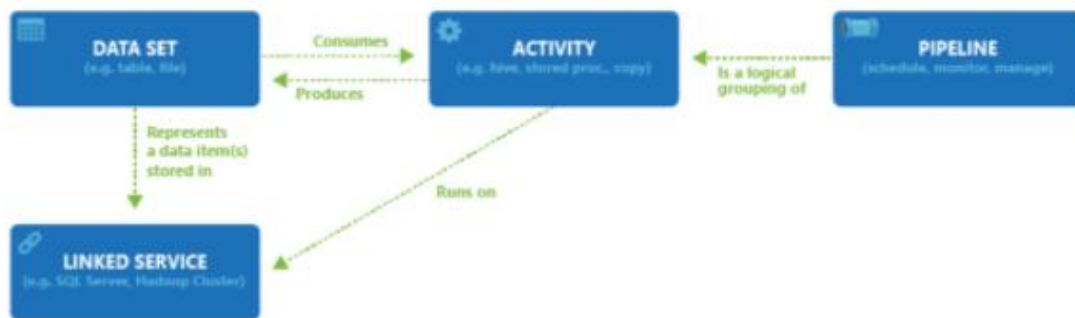 DATA SET
(e.g. table, file)
Consumes
Produces
ACTIVITY
(e.g. hive, stored proc., copy)
Is a logical
grouping of
PIPELINE
(schedule, monitor, manage)
Represents
a data item(s)
stored in
Runs on
LINKED SERVICE
(e.g. SQL Server, Hadoop Cluster)